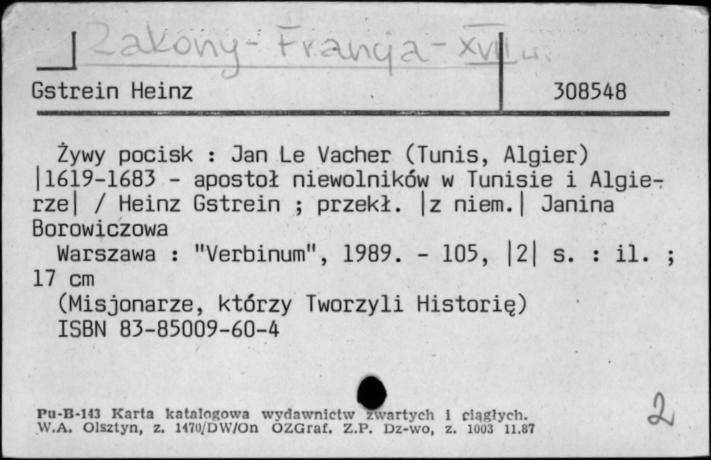 Zakony - Francja - XVII w.
Gstrein Heinz 308548
Żywy pocisk : Jan Le Vacher (Tunis, Algier)
|1619-1683 - apostoł niewolników w Tunisie i Algie-
rze| / Heinz Gstrein ; przekł. |z niem.| Janina
Borowiczowa
Warszawa : "Verbinum", 1989. - 105, |2| s. : il. ;
17 cm
(Misjonarze, którzy Tworzyli Historię)
ISBN 83-85009-60-4
Pu-B-143 Karta katalogowa wydawnictw zwartych i ciągłych.
W.A. Olsztyn, z. 1470/DW/On OZGraf. Z.P. Dz-wo, z. 1003 11.87
2